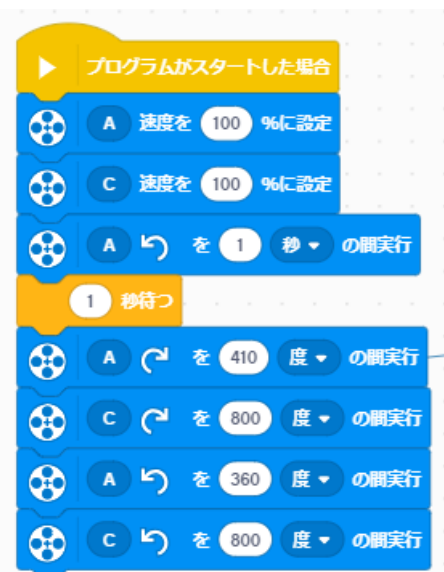 プログラムがスタートした場合
A 速度を 100 %に設定
C 速度を 100 %に設定
A を 1 秒 の間実行
1 秒待つ
A を 410 度 の間実行
C を 800 度 の間実行
A を 360 度 の間実行
C を 800 度 の間実行